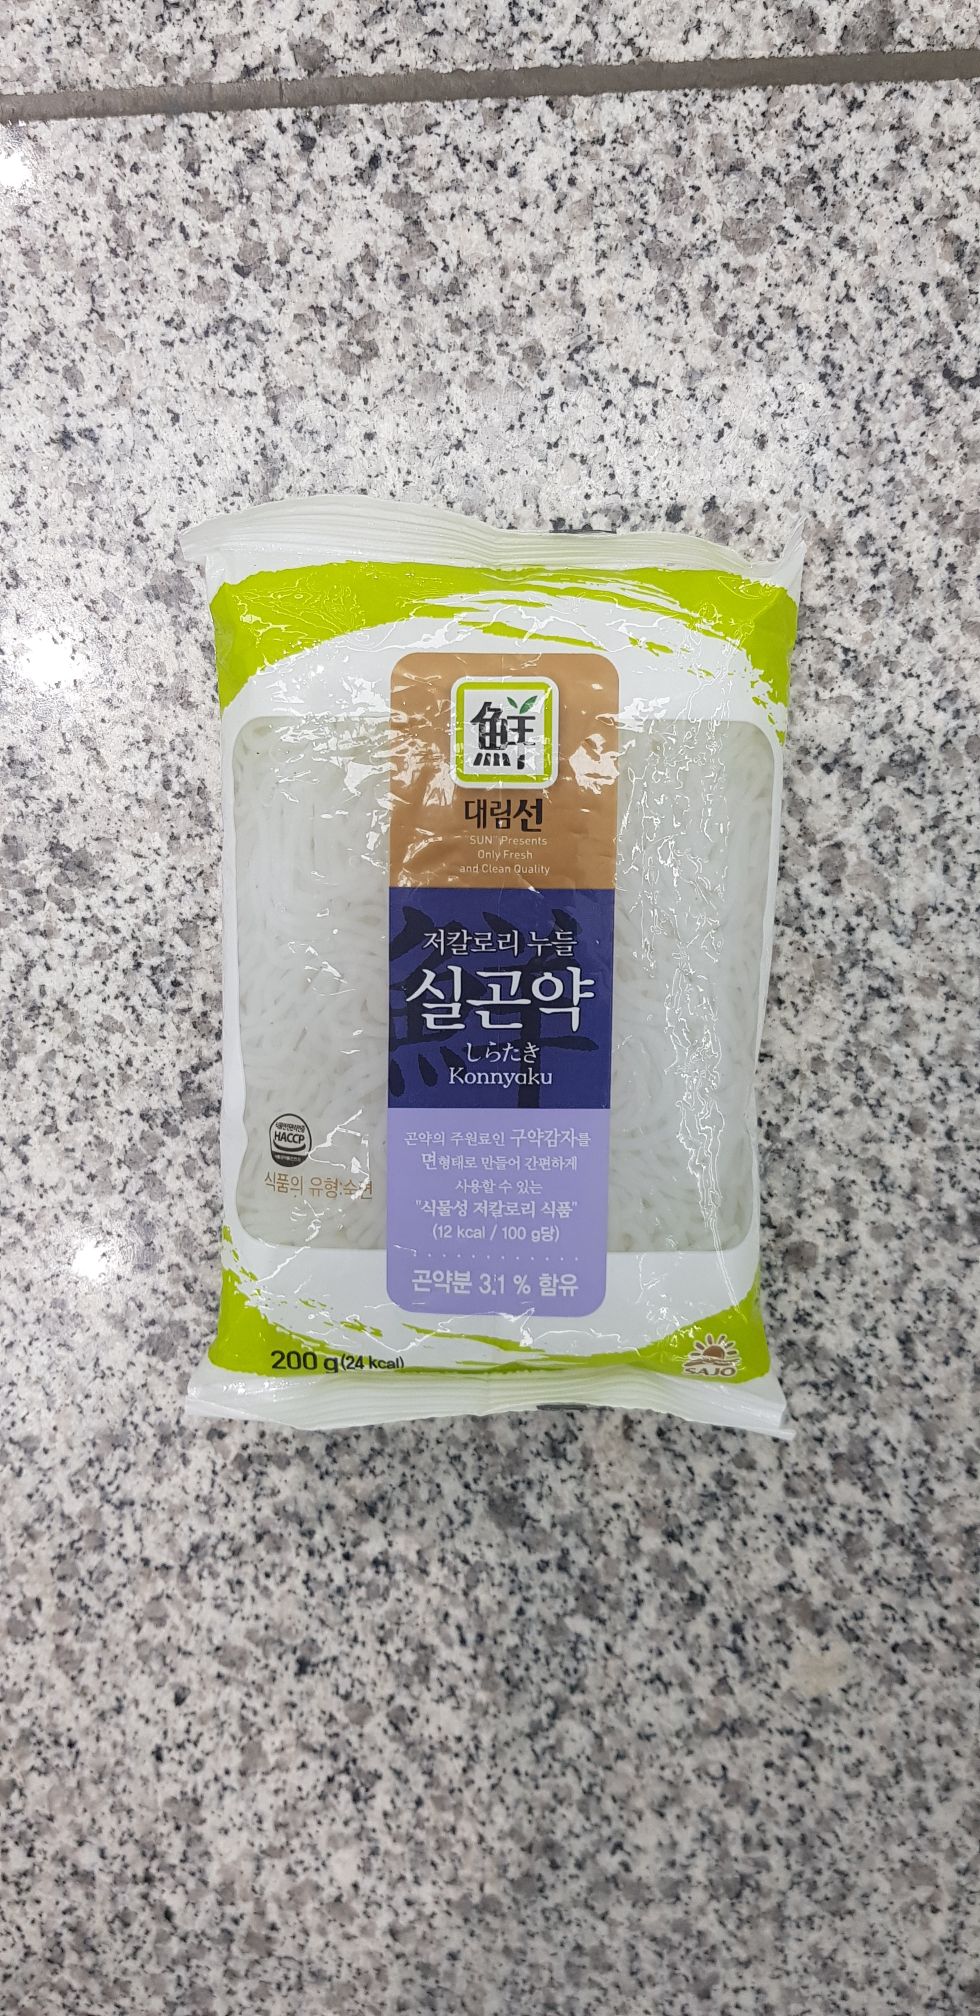 鮮
대림선
"SUN" Presents
Only Fresh
and Clean Quality
저칼로리 누들
실곤약
しらたき
Konnyaku
곤약의 주원료인 구약감자를
면형태로 만들어 간편하게
사용할 수 있는
"식물성 저칼로리 식품"
(12 kcal / 100 g당)
곤약분 3.1 % 함유
HACCP
식품의 유형:숙면
200 g(24 kcal)
SAJO